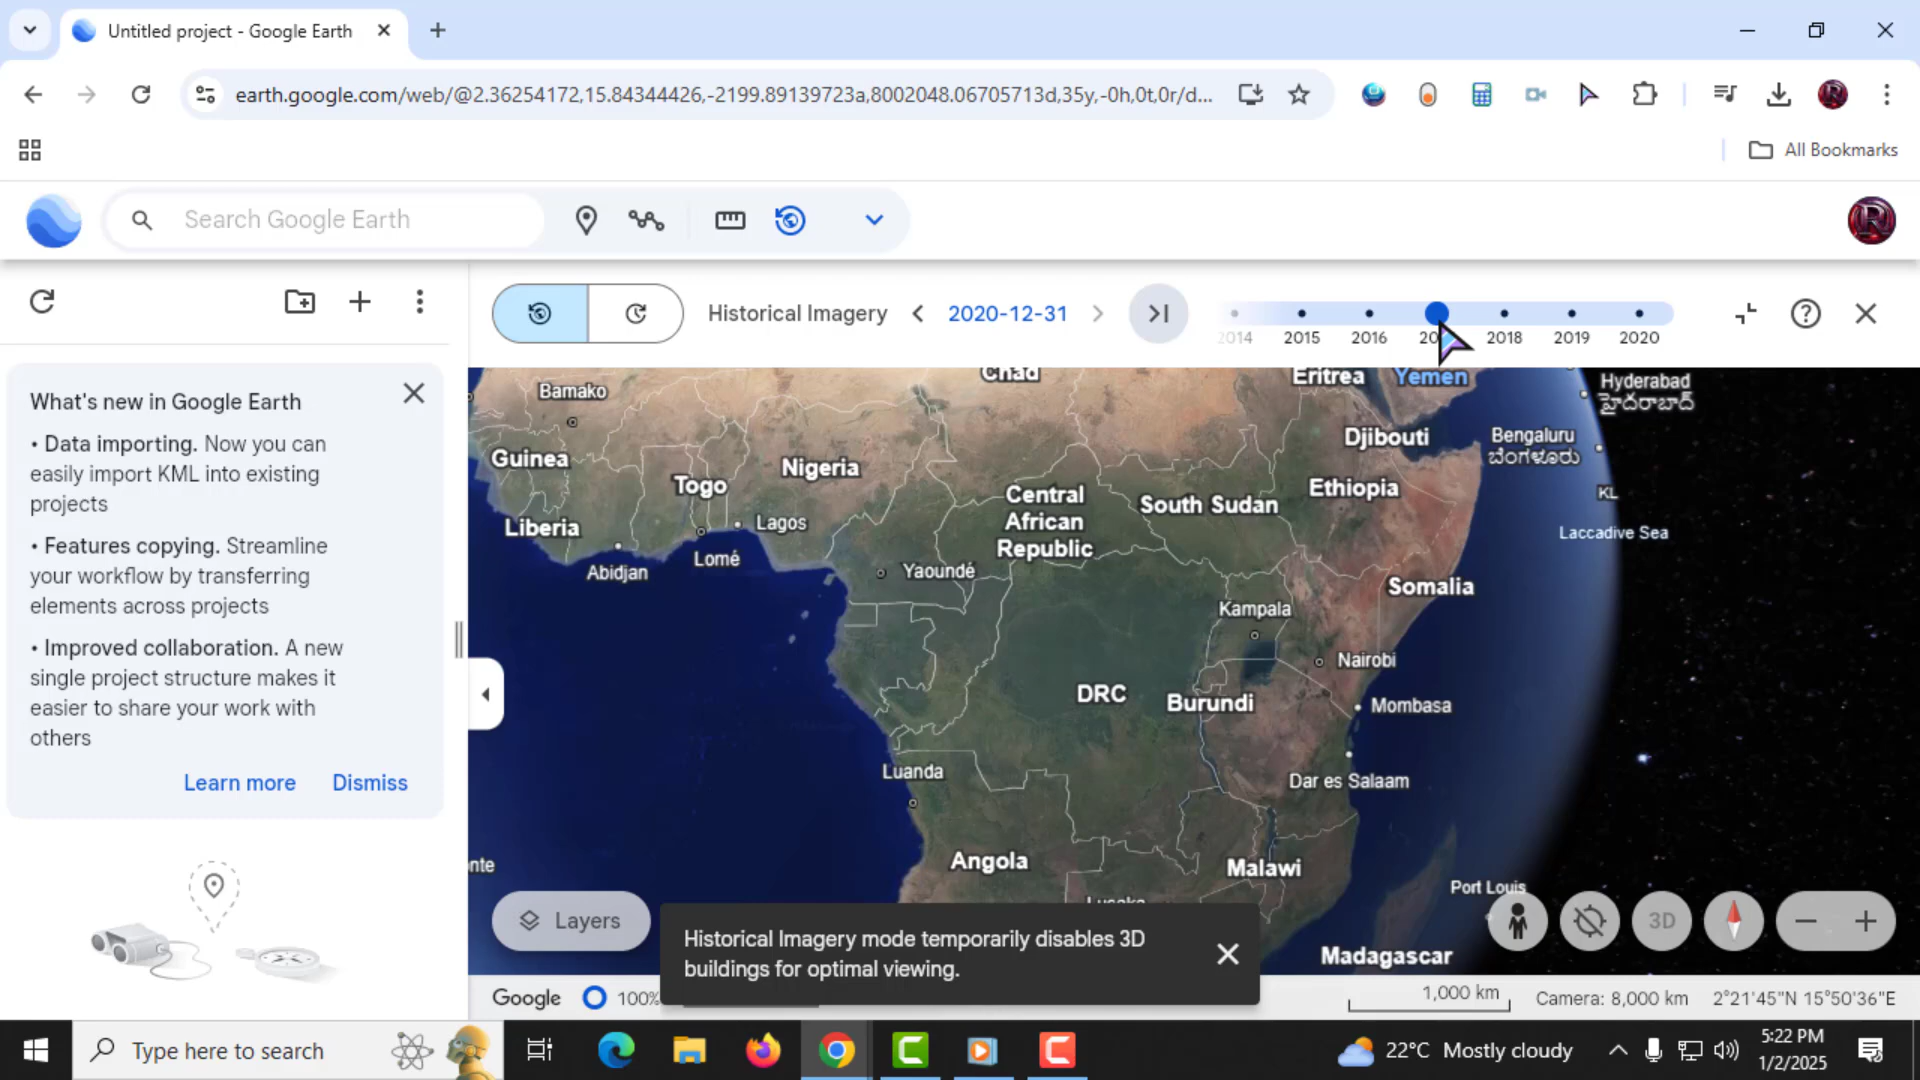 Untitled project - Google Earth
earth.google.com/web/@2.36254172,15.84344426,-2199.89139723a,8002048.06705713d,35y,-0h,0t,0r/d...
All Bookmarks
Search Google Earth
Historical Imagery
2020-12-31
2014
2015
2016
2018
2019
2020
What's new in Google Earth
• Data importing. Now you can
easily import KML into existing
projects
• Features copying. Streamline
your workflow by transferring
elements across projects
• Improved collaboration. A new
single project structure makes it
easier to share your work with
others
Learn more
Dismiss
Chad
Eritrea
Yemen
Hyderabad
హైదరాబాద్
Bamako
Djibouti
Bengaluru
ಬೆಂಗಳೂರು
Guinea
Nigeria
Togo
Central
African
Republic
South Sudan
Ethiopia
KL
Liberia
Lagos
Laccadive Sea
Abidjan
Lomé
Yaoundé
Somalia
Kampala
Nairobi
DRC
Burundi
Mombasa
Luanda
Dar es Salaam
Angola
Malawi
nte
Port Louis
Lusaka
Madagascar
Layers
3D
Historical Imagery mode temporarily disables 3D
buildings for optimal viewing.
Google
100%
1,000 km
Camera: 8,000 km
2°21'45"N 15°50'36"E
Type here to search
22°C Mostly cloudy
5:22 PM
1/2/2025